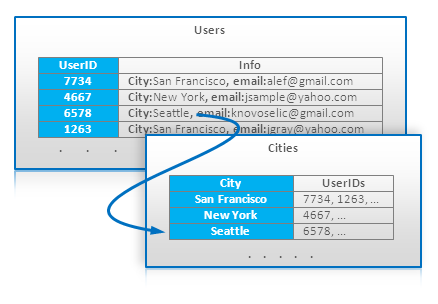 Users
UserID Info
7734 City:San Francisco, email:alef@gmail.com
4667 City:New York, email:jsample@yahoo.com
6578 City:Seattle, email:knovoselic@gmail.com
1263 City:San Francisco, email:jgray@yahoo.com
. . .
Cities
City UserIDs
San Francisco 7734, 1263, ...
New York 4667, ...
Seattle 6578, ...
. . . . .